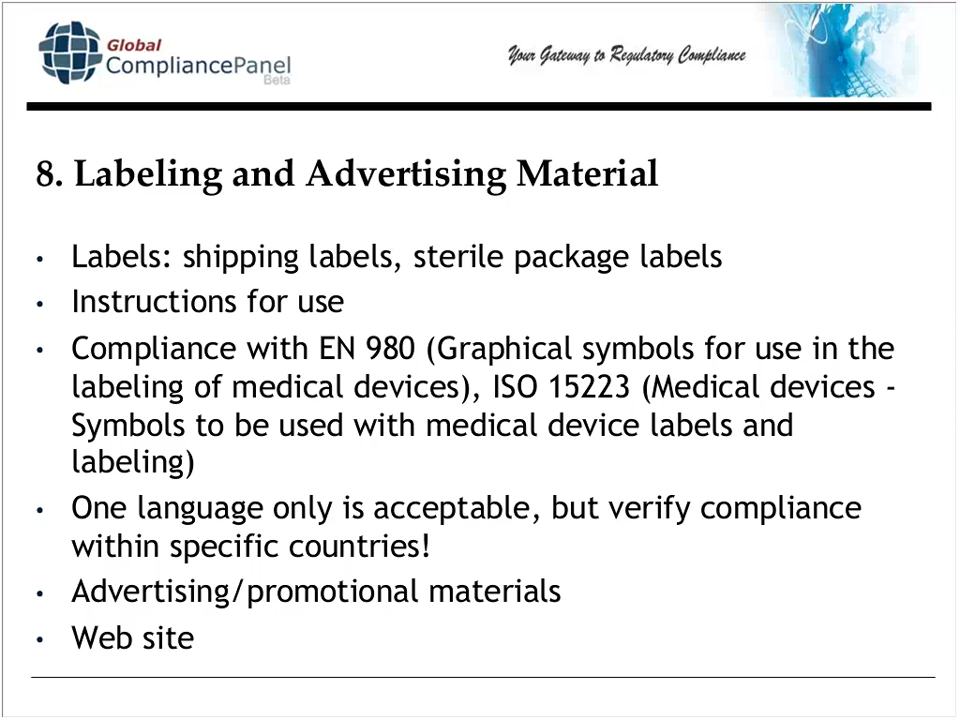 Global
CompliancePanel
Beta
Your Gateway to Regulatory Compliance
8. Labeling and Advertising Material
• Labels: shipping labels, sterile package labels
• Instructions for use
• Compliance with EN 980 (Graphical symbols for use in the
labeling of medical devices), ISO 15223 (Medical devices -
Symbols to be used with medical device labels and
labeling)
• One language only is acceptable, but verify compliance
within specific countries!
• Advertising/promotional materials
• Web site